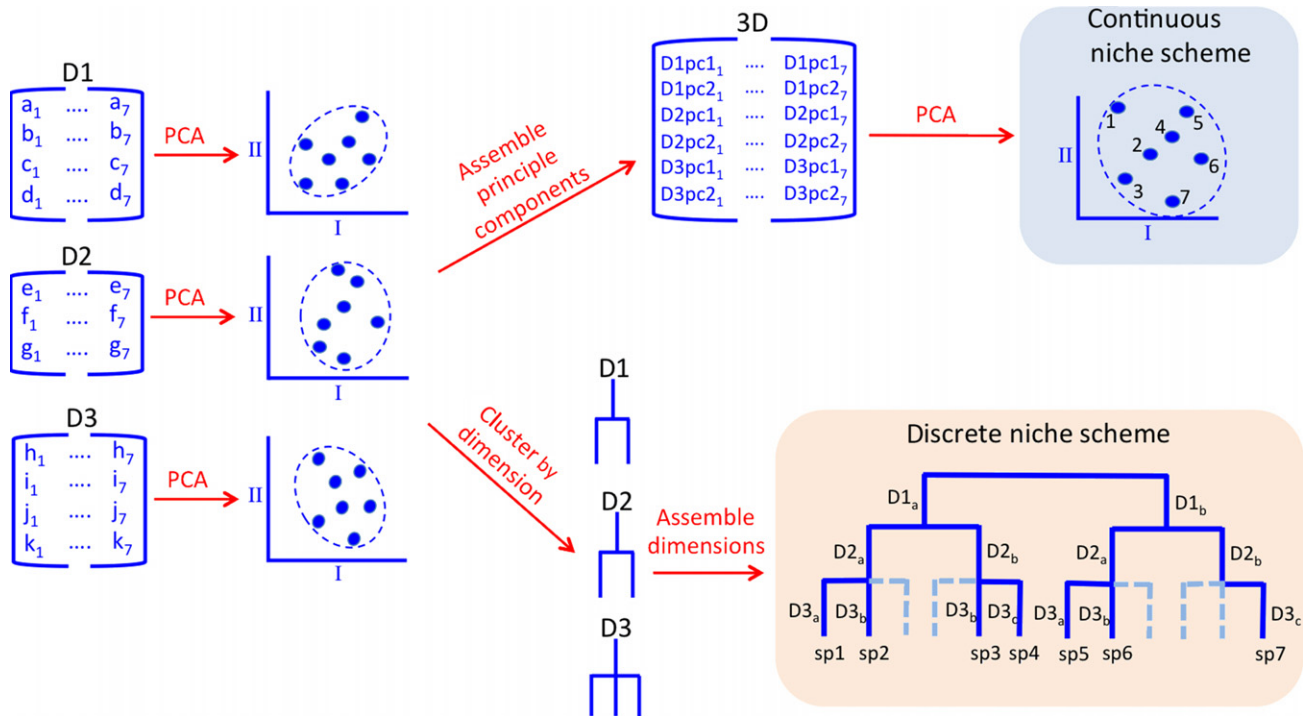 D1
a1 .... a7
b1 .... b7
c1 .... c7
d1 .... d7
PCA
II
I
D2
e1 .... e7
f1 .... f7
g1 .... g7
PCA
II
I
D3
h1 .... h7
i1 .... i7
j1 .... j7
k1 .... k7
PCA
II
I
Assemble
principle
components
3D
D1pc11 .... D1pc17
D1pc21 .... D1pc27
D2pc11 .... D2pc17
D2pc21 .... D2pc27
D3pc11 .... D3pc17
D3pc21 .... D3pc27
PCA
Continuous
niche scheme
II
1
5
4
2
6
3
7
I
Cluster by
dimension
D1
D2
D3
Assemble
dimensions
Discrete niche scheme
D1a D1b
D2a D2b D2a D2b
D3a D3b D3b D3c D3a D3b D3c
sp1 sp2 sp3 sp4 sp5 sp6 sp7